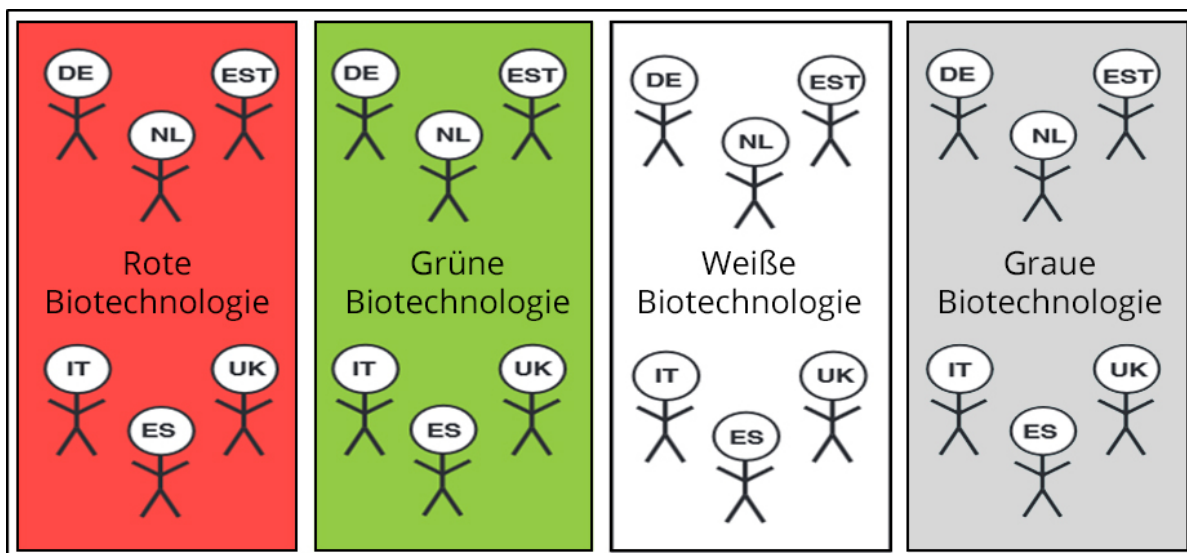 DE
EST
NL
Rote
Biotechnologie
IT
UK
ES
DE
EST
NL
Grüne
Biotechnologie
IT
UK
ES
DE
EST
NL
Weiße
Biotechnologie
IT
UK
ES
DE
EST
NL
Graue
Biotechnologie
IT
UK
ES